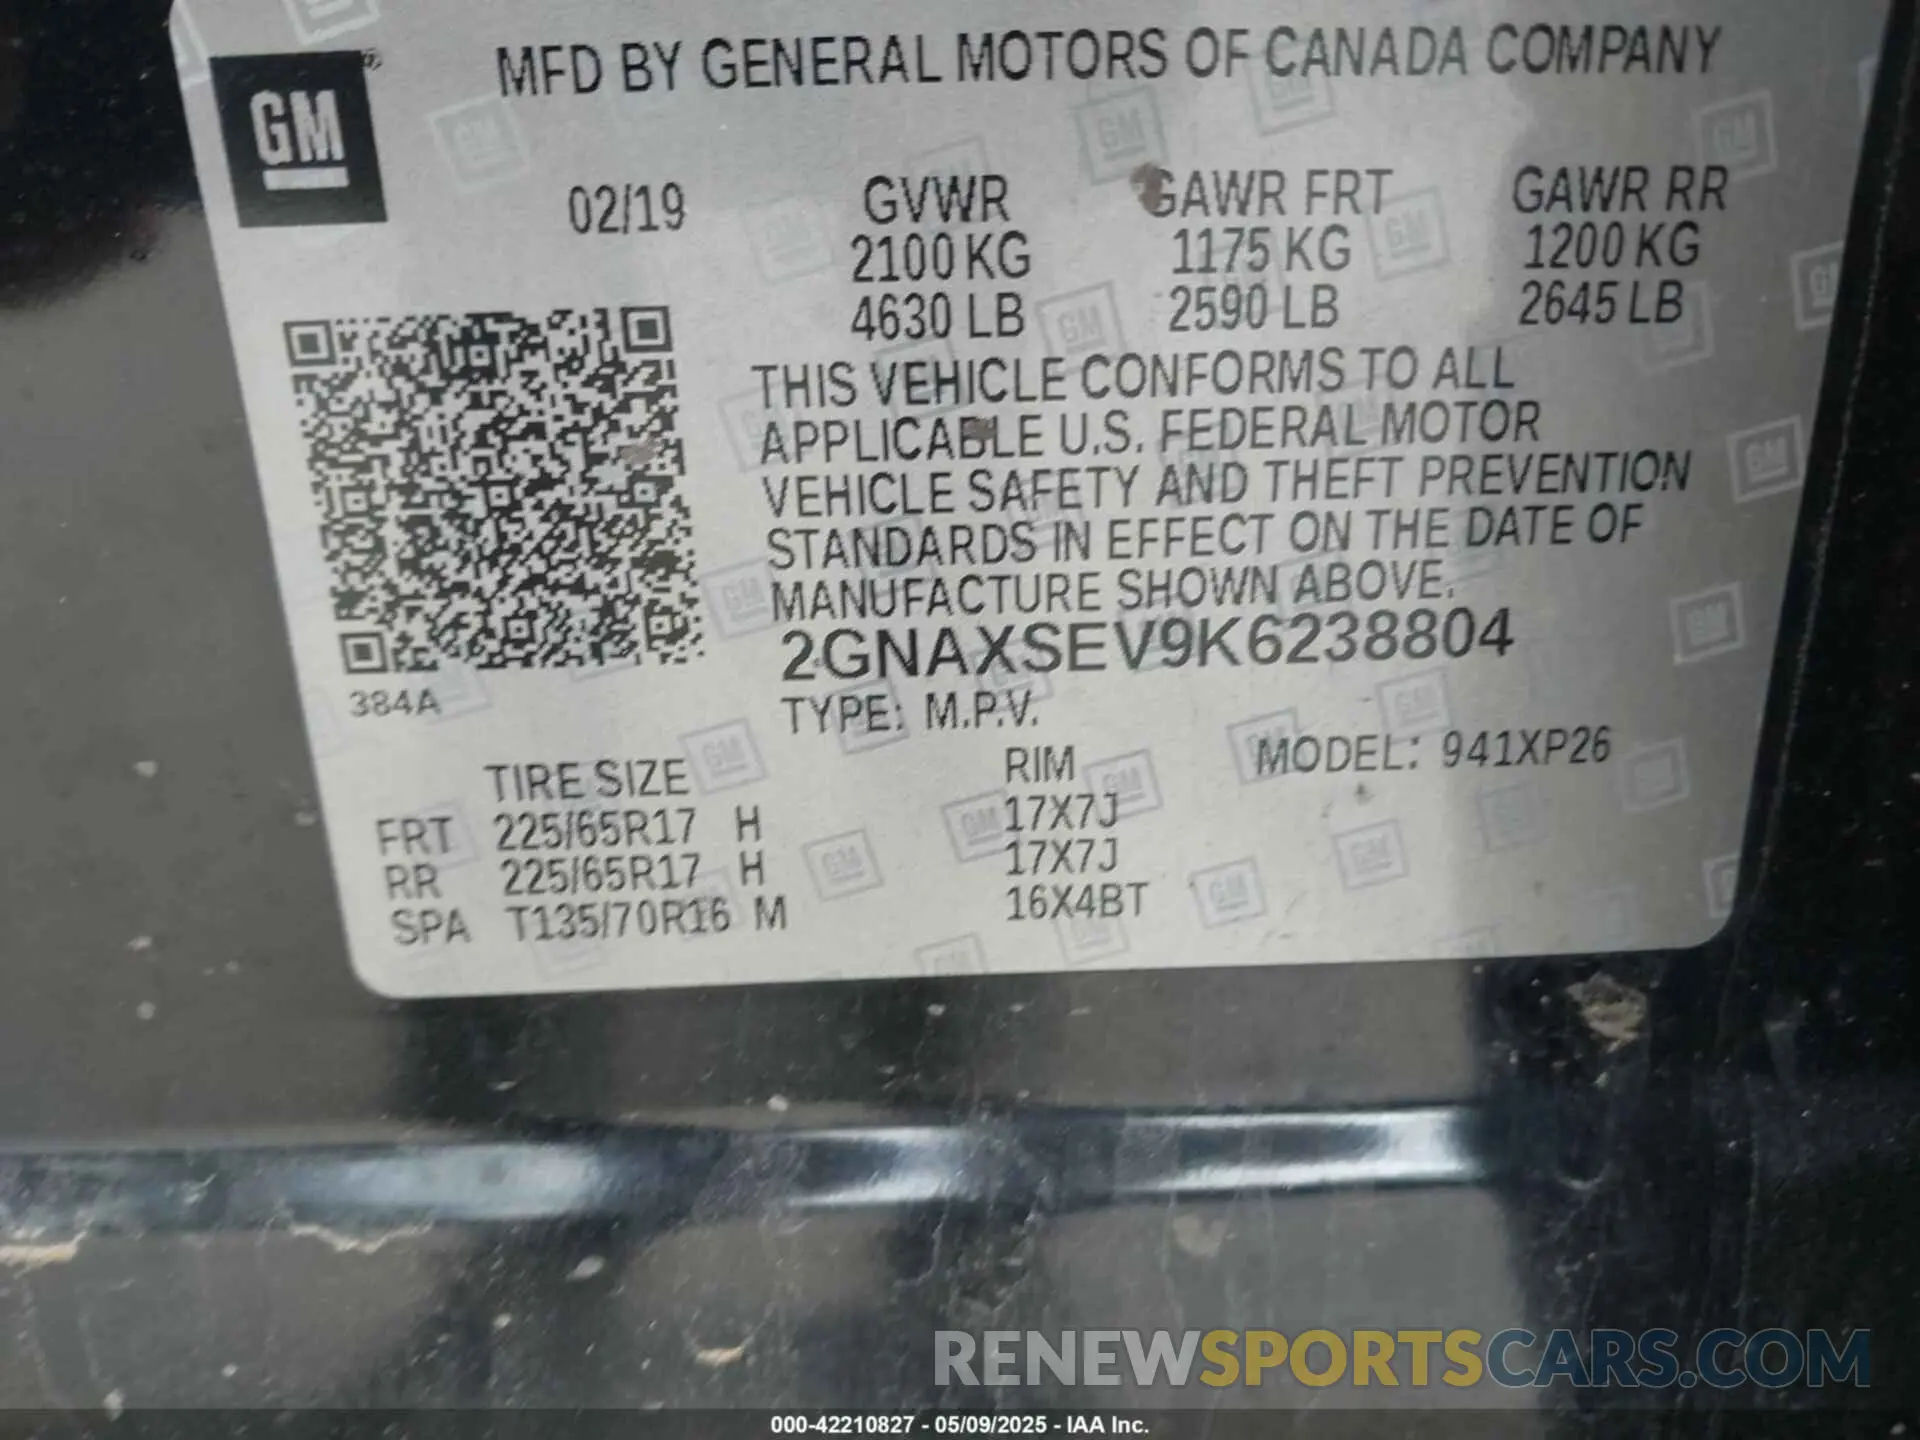 MFD BY GENERAL MOTORS OF CANADA COMPANY
GM
02/19
GVWR GAWR FRT GAWR RR
2100 KG 1175 KG 1200 KG
4630 LB 2590 LB 2645 LB
THIS VEHICLE CONFORMS TO ALL
APPLICABLE U.S. FEDERAL MOTOR
VEHICLE SAFETY AND THEFT PREVENTION
STANDARDS IN EFFECT ON THE DATE OF
MANUFACTURE SHOWN ABOVE.
2GNAXSEV9K6238804
384A
TYPE: M.P.V.
TIRE SIZE RIM MODEL: 941XP26
FRT 225/65R17 H 17X7J
RR 225/65R17 H 17X7J
SPA T135/70R16 M 16X4BT
RENEWSPORTSCARS.COM
000-42210827 - 05/09/2025 - IAA Inc.